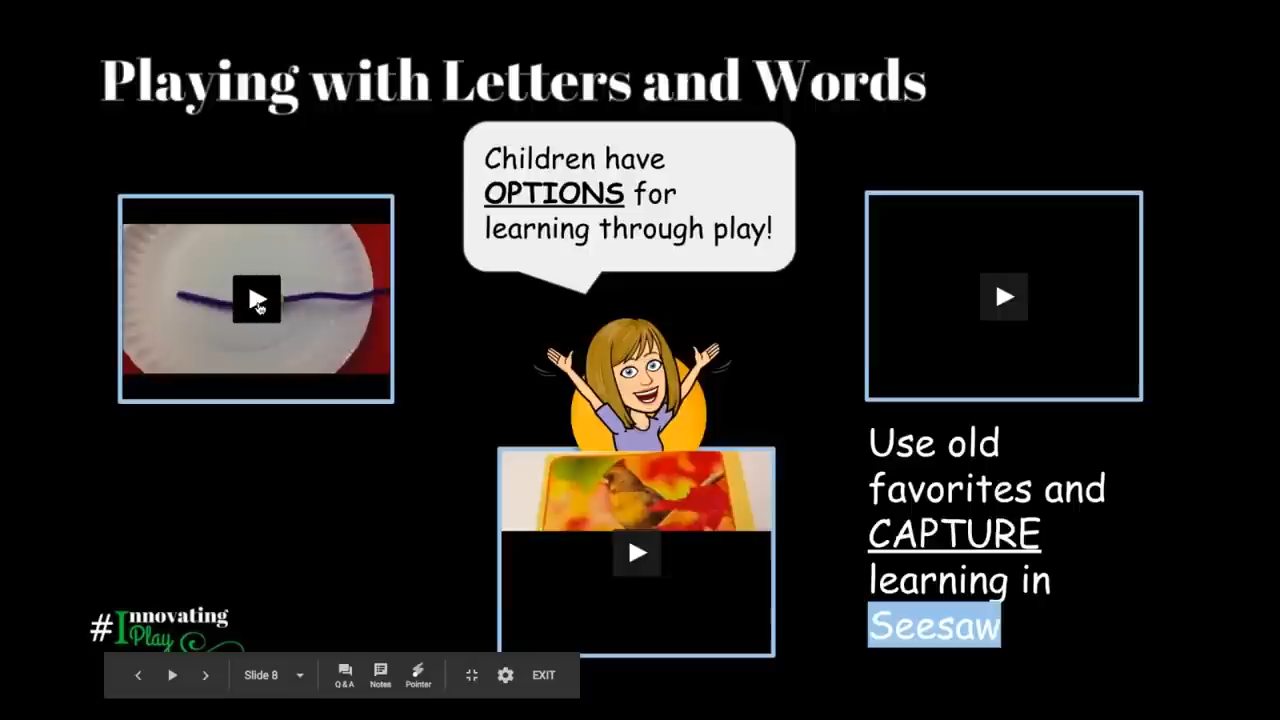 Playing with Letters and Words
Children have
OPTIONS for
learning through play!
Use old
favorites and
CAPTURE
learning in
Seesaw
#Innovating
Play
Slide 8
Q&A
Notes
Pointer
EXIT